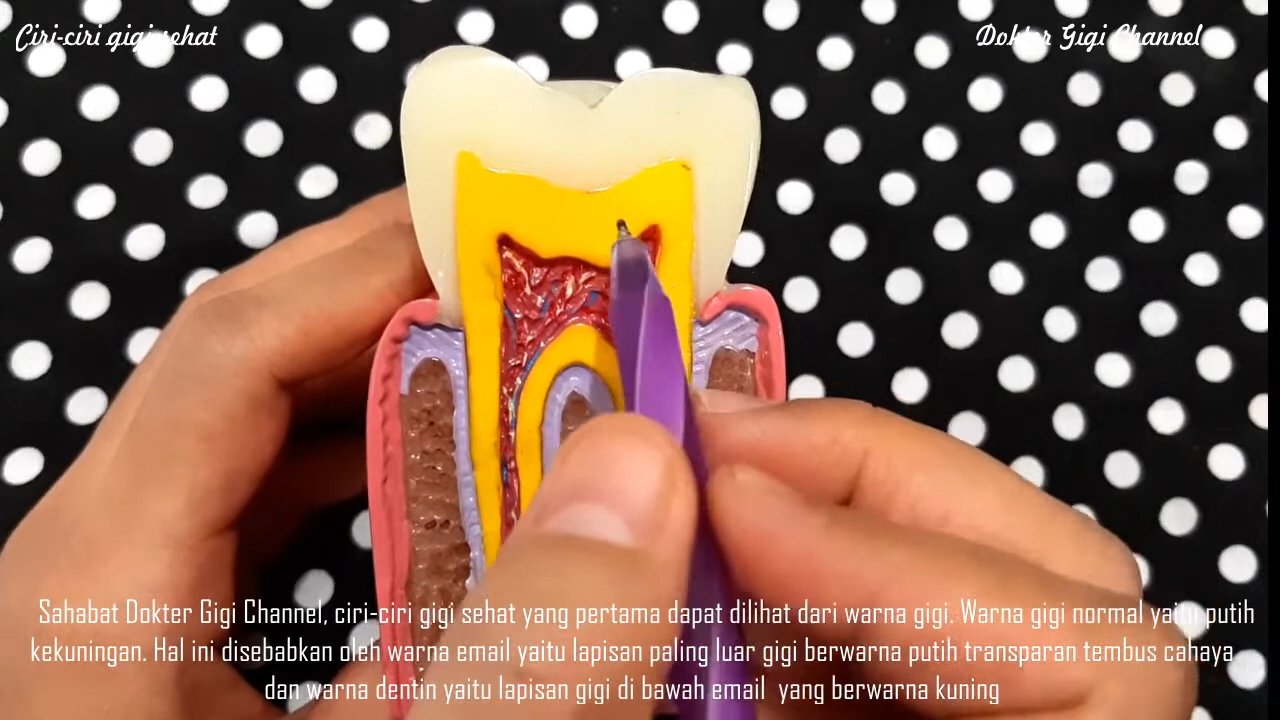 Ciri-ciri gigi sehat
Dokter Gigi Channel
Sahabat Dokter Gigi Channel, ciri-ciri gigi sehat yang pertama dapat dilihat dari warna gigi. Warna gigi normal yaitu putih
kekuningan. Hal ini disebabkan oleh warna email yaitu lapisan paling luar gigi berwarna putih transparan tembus cahaya
dan warna dentin yaitu lapisan gigi di bawah email yang berwarna kuning